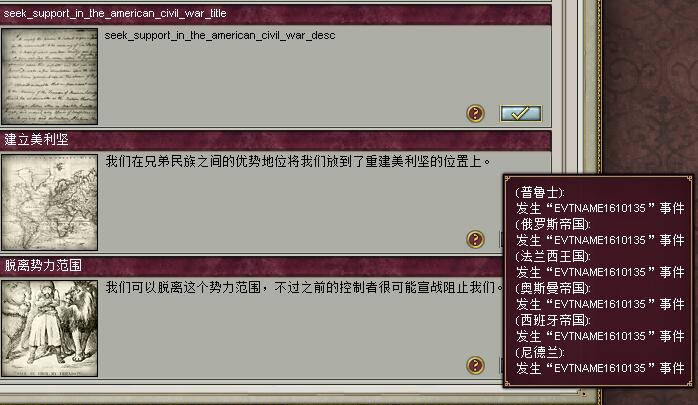 seek_support_in_the_american_civil_war_title
seek_support_in_the_american_civil_war_desc
建立美利坚
我们在兄弟民族之间的优势地位将我们放到了重建美利坚的位置上。
脱离势力范围
我们可以脱离这个势力范围，不过之前的控制者很可能宣战阻止我们。
(普鲁士):
发生“EVTNAME1610135”事件
(俄罗斯帝国):
发生“EVTNAME1610135”事件
(法兰西王国):
发生“EVTNAME1610135”事件
(奥斯曼帝国):
发生“EVTNAME1610135”事件
(西班牙帝国):
发生“EVTNAME1610135”事件
(尼德兰):
发生“EVTNAME1610135”事件